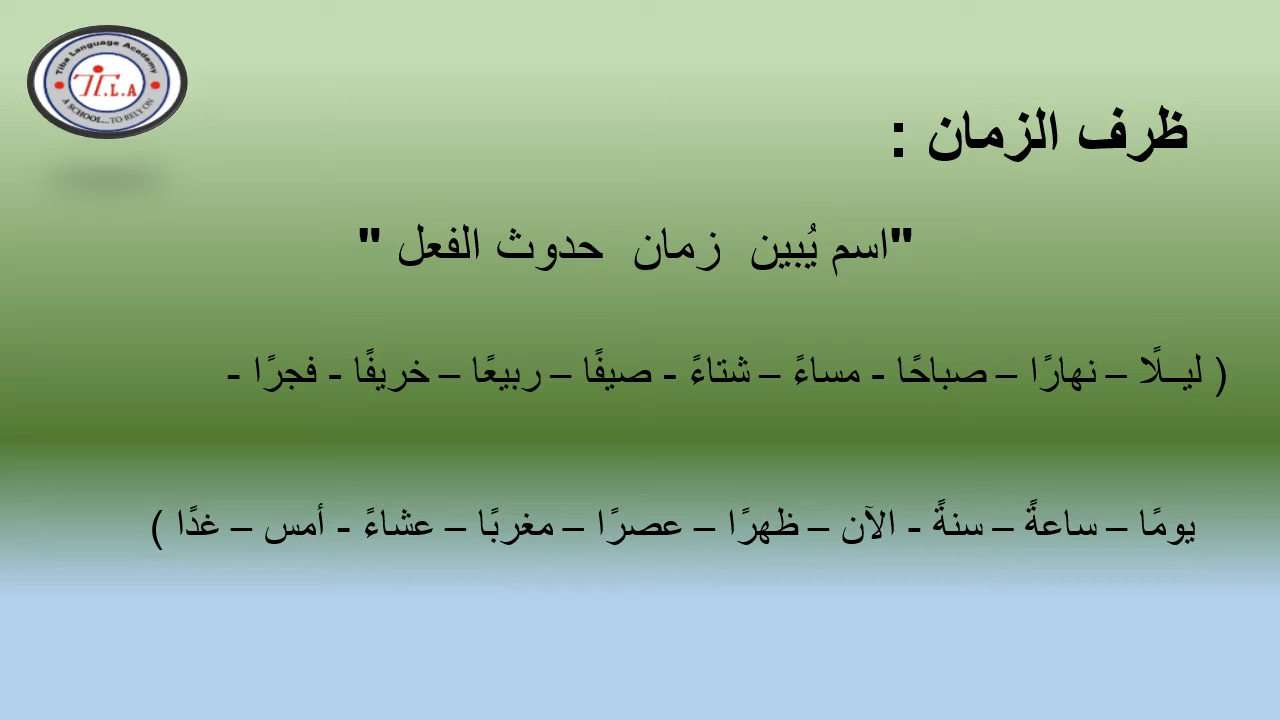 Tiba Language Academy
T.L.A
A SCHOOL...TO RELY ON
ظرف الزمان :
"اسم يُبين زمان حدوث الفعل "
( ليــلًا – نهارًا – صباحًا - مساءً – شتاءً - صيفًا – ربيعًا – خريفًا - فجرًا -
يومًا – ساعةً – سنةً - الآن – ظهرًا – عصرًا – مغربًا – عشاءً - أمس – غدًا )